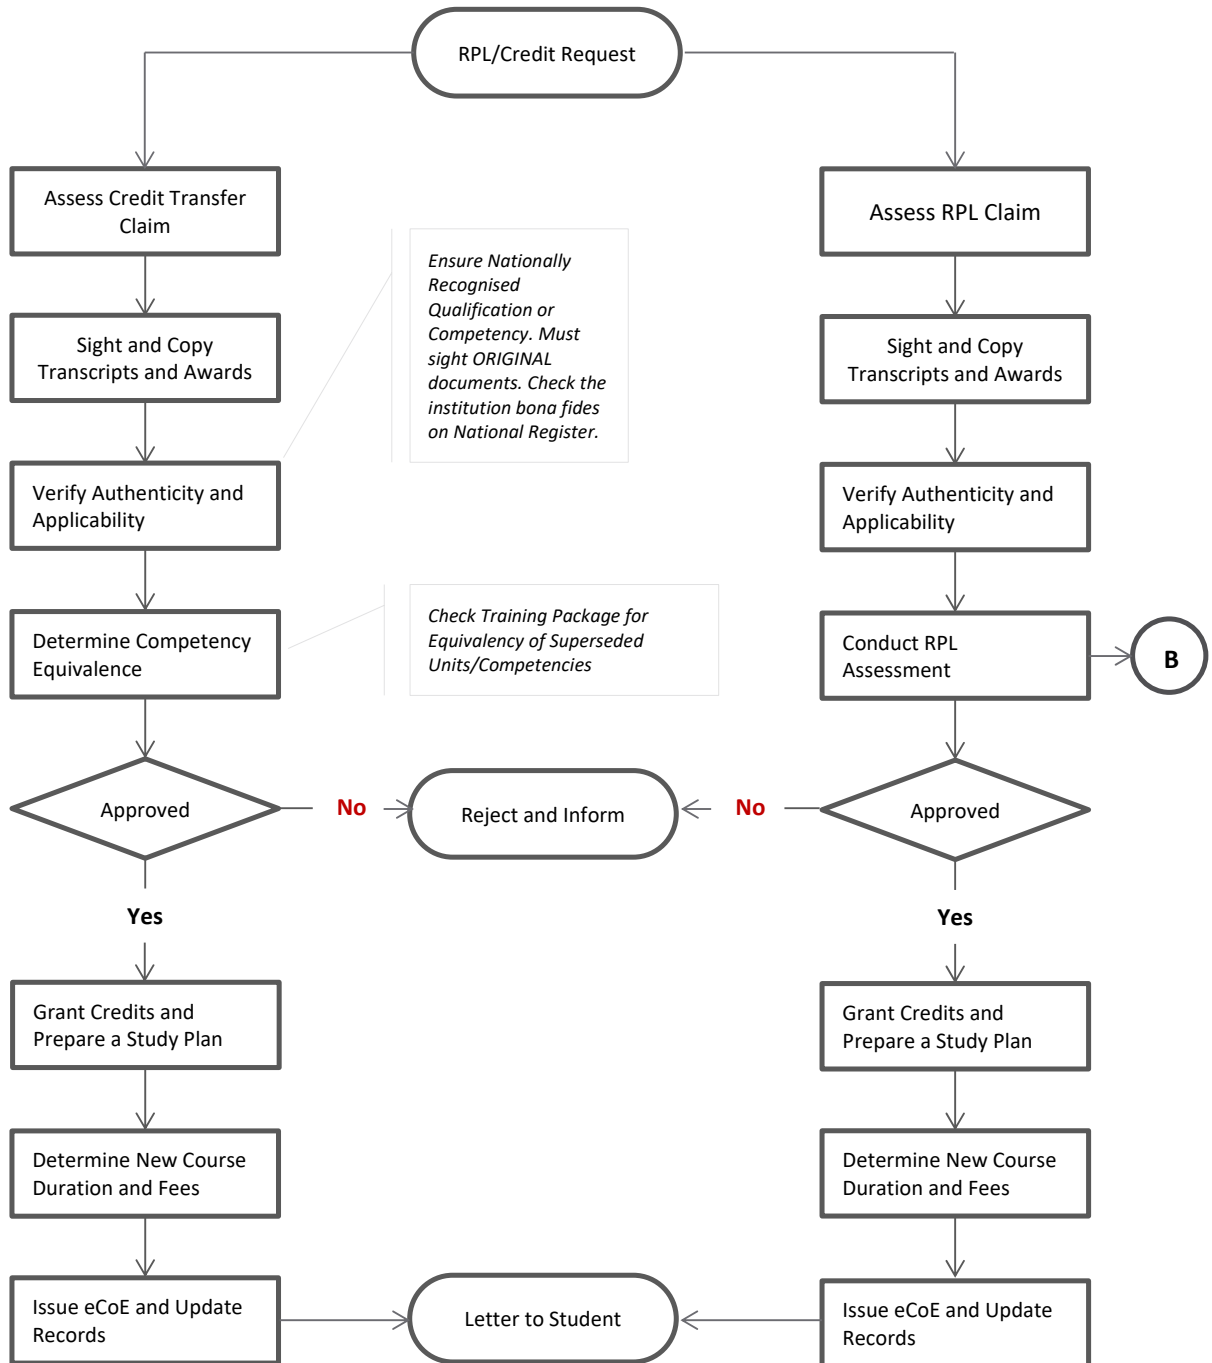 RPL/Credit Request
Assess Credit Transfer
Claim
Assess RPL Claim
Ensure Nationally
Recognised
Qualification or
Competency. Must
sight ORIGINAL
documents. Check the
institution bona fides
on National Register.
Sight and Copy
Transcripts and Awards
Sight and Copy
Transcripts and Awards
Verify Authenticity and
Applicability
Verify Authenticity and
Applicability
Determine Competency
Equivalence
Check Training Package for
Equivalency of Superseded
Units/Competencies
Conduct RPL
Assessment
B
Approved
No
Reject and Inform
No
Approved
Yes
Yes
Grant Credits and
Prepare a Study Plan
Grant Credits and
Prepare a Study Plan
Determine New Course
Duration and Fees
Determine New Course
Duration and Fees
Issue eCoE and Update
Records
Letter to Student
Issue eCoE and Update
Records